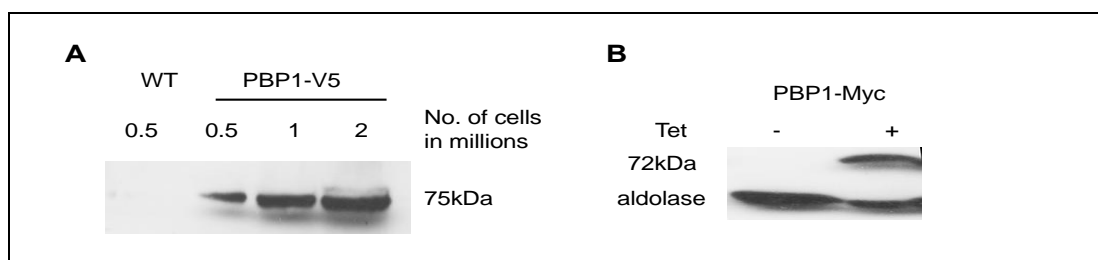 A
WT PBP1-V5
0.5 0.5 1 2 No. of cells
in millions
75kDa
B
PBP1-Myc
Tet - +
72kDa
aldolase